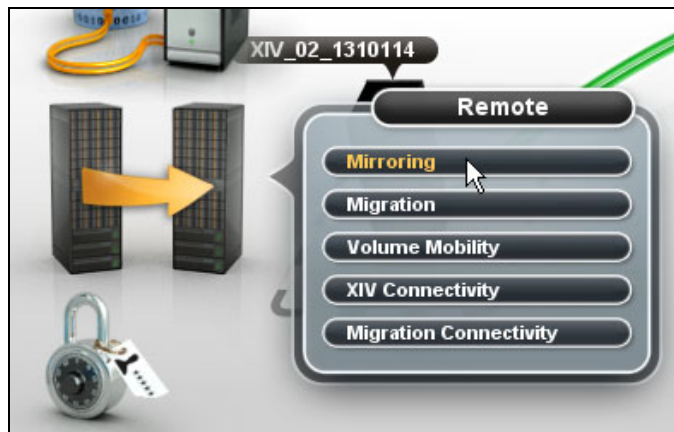 XIV_02_1310114
Remote
Mirroring
Migration
Volume Mobility
XIV Connectivity
Migration Connectivity
*****